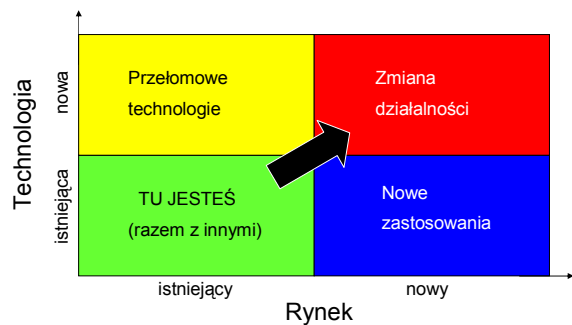 Technologia
nowa
istniejąca
Przełomowe
technologie
Zmiana
działalności
TU JESTEŚ
(razem z innymi)
Nowe
zastosowania
istniejący
nowy
Rynek